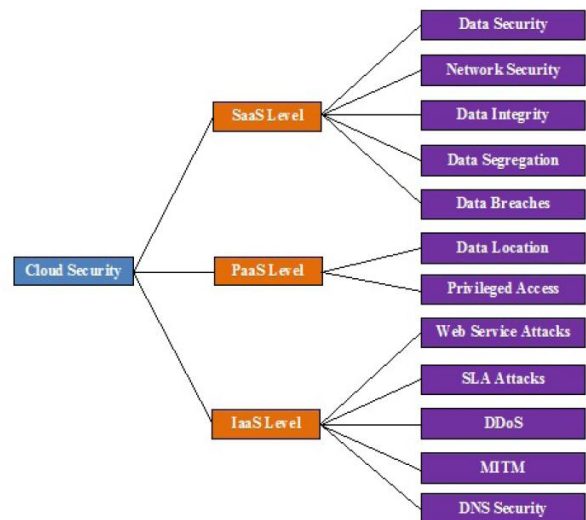 Data Security
Network Security
SaaS Level
Data Integrity
Data Segregation
Data Breaches
Cloud Security
PaaS Level
Data Location
Privileged Access
Web Service Attacks
SLA Attacks
IaaS Level
DDoS
MITM
DNS Security